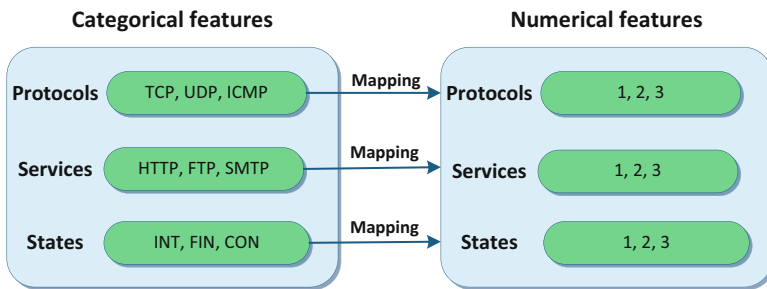 Categorical features
Numerical features
Protocols
TCP, UDP, ICMP
Mapping
Protocols
1, 2, 3
Services
HTTP, FTP, SMTP
Mapping
Services
1, 2, 3
States
INT, FIN, CON
Mapping
States
1, 2, 3